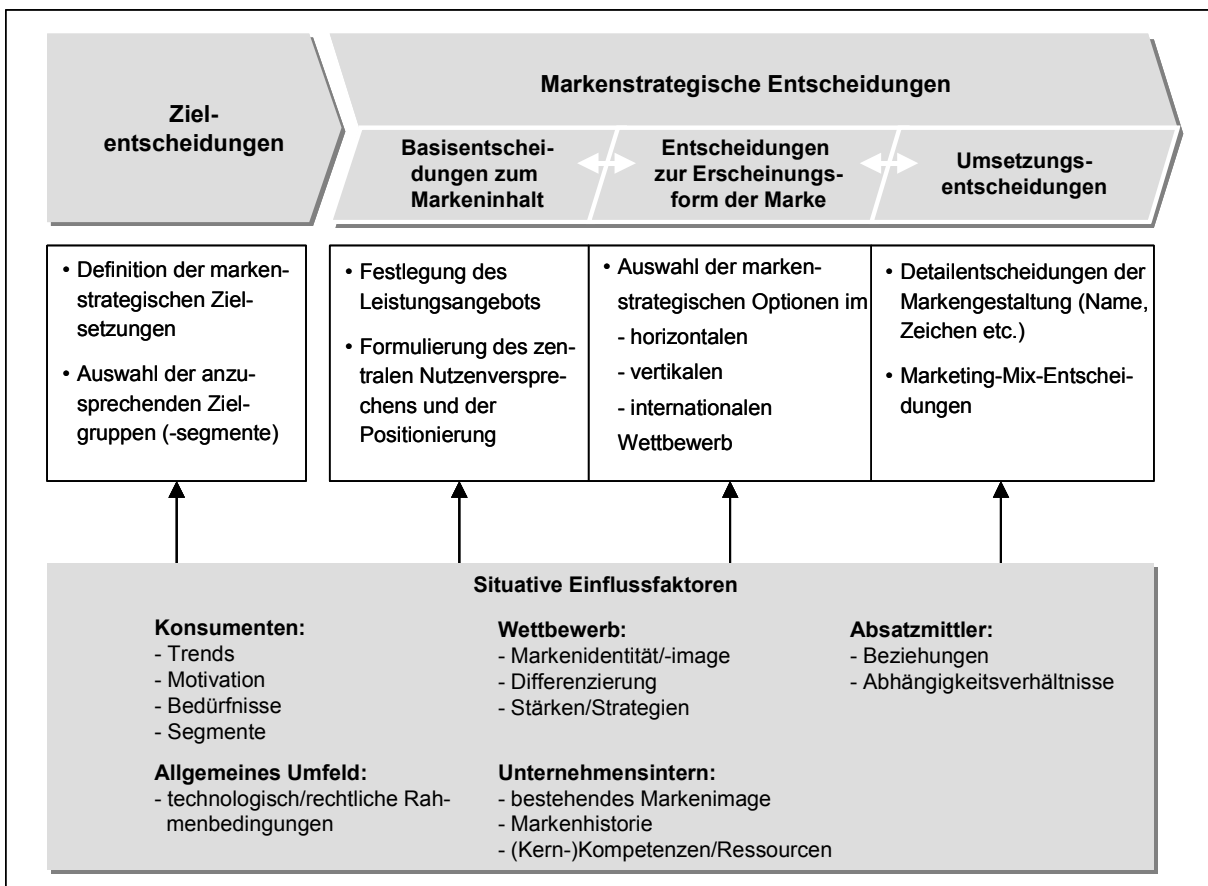 Ziel-
entscheidungen
Markenstrategische Entscheidungen
Basisentschei-
dungen zum
Markeninhalt
Entscheidungen
zur Erscheinungs-
form der Marke
Umsetzungs-
entscheidungen
• Definition der marken-
strategischen Ziel-
setzungen
• Auswahl der anzu-
sprechenden Ziel-
gruppen (-segmente)
• Festlegung des
Leistungsangebots
• Formulierung des zen-
tralen Nutzenverspre-
chens und der
Positionierung
• Auswahl der marken-
strategischen Optionen im
- horizontalen
- vertikalen
- internationalen
Wettbewerb
• Detailentscheidungen der
Markengestaltung (Name,
Zeichen etc.)
• Marketing-Mix-Entschei-
dungen
Situative Einflussfaktoren
Konsumenten:
- Trends
- Motivation
- Bedürfnisse
- Segmente
Wettbewerb:
- Markenidentität/-image
- Differenzierung
- Stärken/Strategien
Absatzmittler:
- Beziehungen
- Abhängigkeitsverhältnisse
Allgemeines Umfeld:
- technologisch/rechtliche Rah-
menbedingungen
Unternehmensintern:
- bestehendes Markenimage
- Markenhistorie
- (Kern-)Kompetenzen/Ressourcen